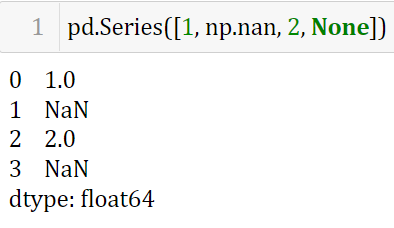 1 pd.Series([1, np.nan, 2, None])
0 1.0
1 NaN
2 2.0
3 NaN
dtype: float64